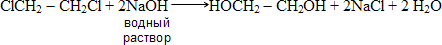 ClCH₂ – CH₂Cl + 2NaOH ⟶ HOCH₂ – CH₂OH + 2NaCl + 2 H₂O
водный
раствор